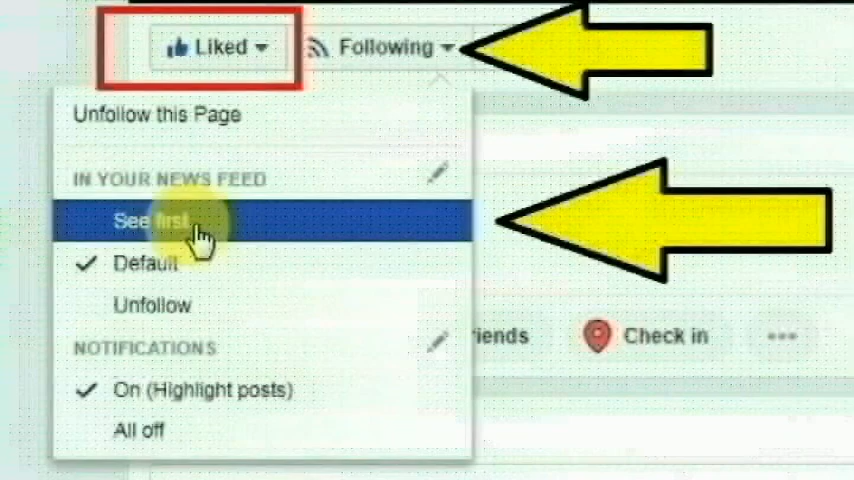 Liked Following
Unfollow this Page
IN YOUR NEWS FEED
See first
Default
Unfollow
riends Check in
NOTIFICATIONS
On (Highlight posts)
All off